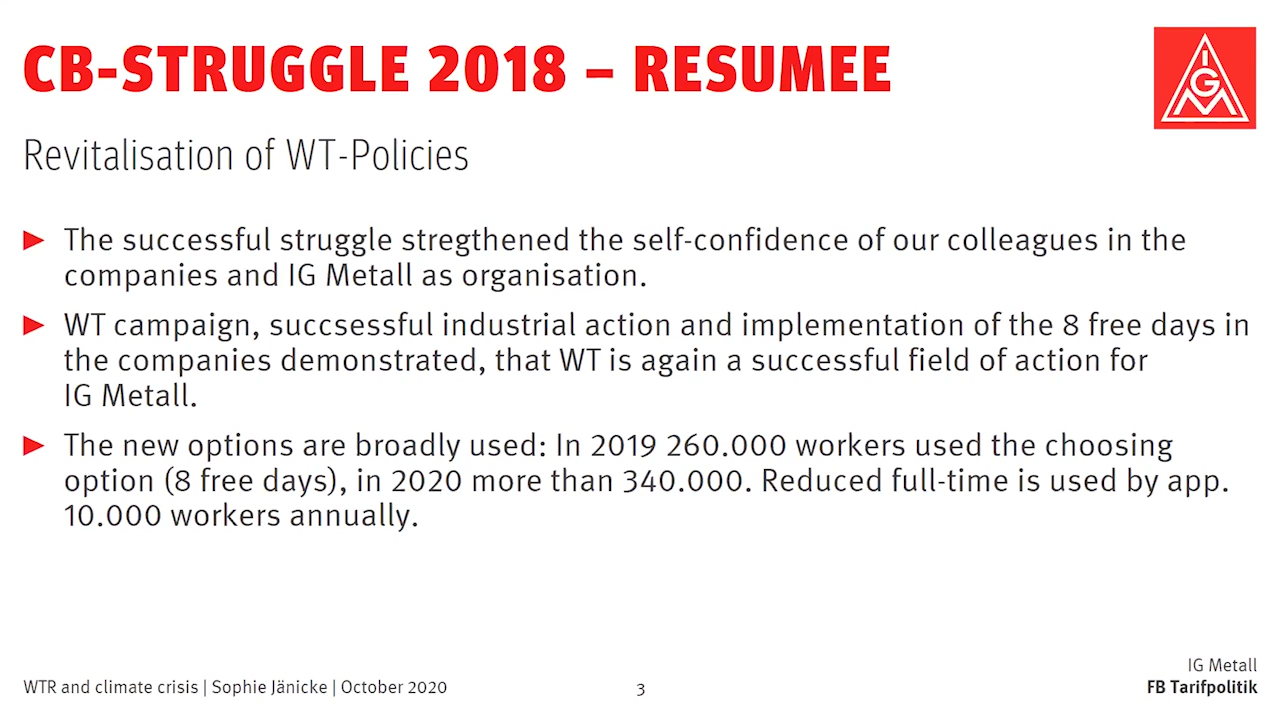 CB-STRUGGLE 2018 – RESUMEE
IGM
Revitalisation of WT-Policies
► The successful struggle stregthened the self-confidence of our colleagues in the
companies and IG Metall as organisation.
► WT campaign, succsessful industrial action and implementation of the 8 free days in
the companies demonstrated, that WT is again a successful field of action for
IG Metall.
► The new options are broadly used: In 2019 260.000 workers used the choosing
option (8 free days), in 2020 more than 340.000. Reduced full-time is used by app.
10.000 workers annually.
WTR and climate crisis | Sophie Jänicke | October 2020
3
IG Metall
FB Tarifpolitik